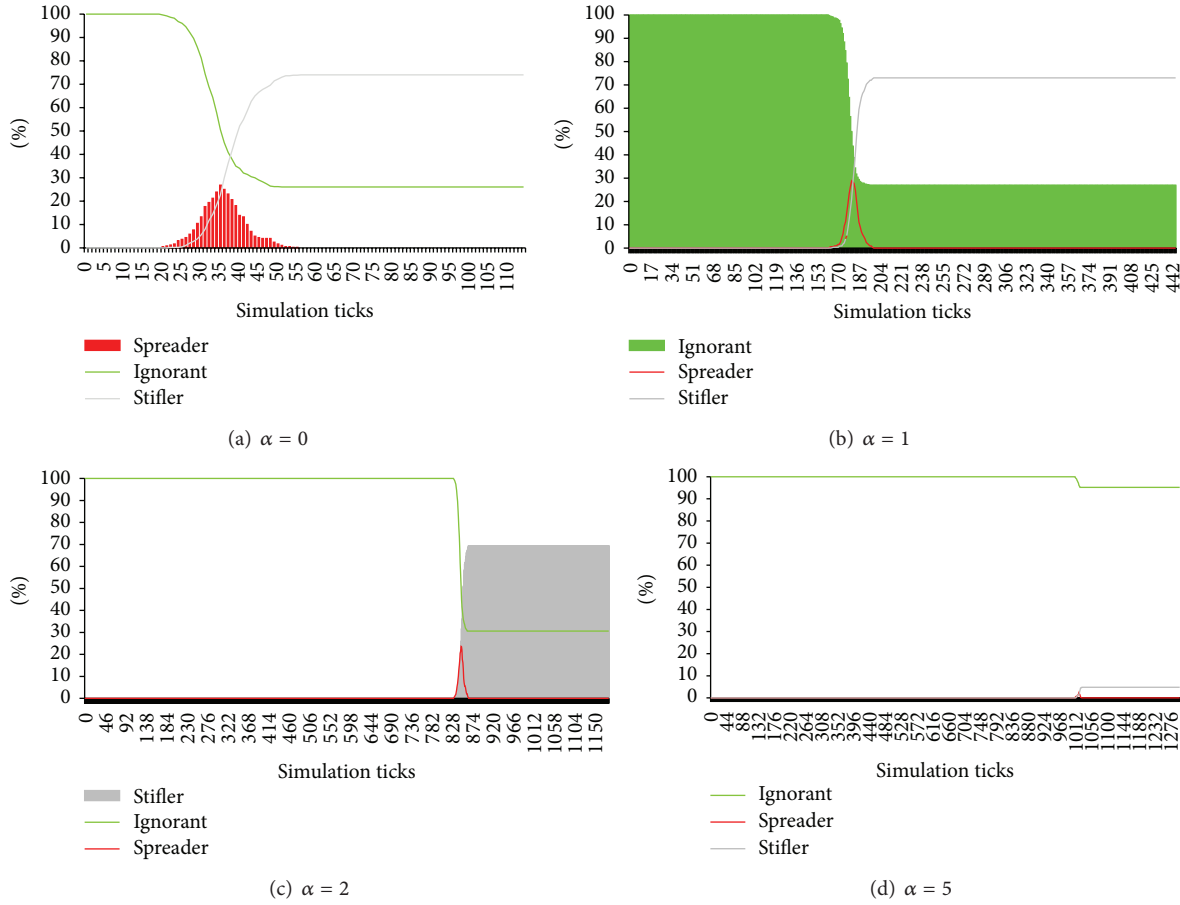 100
90
80
70
60
50
40
30
20
10
0
(%)
0 5 10 15 20 25 30 35 40 45 50 55 60 65 70 75 80 85 90 95 100 105 110
Simulation ticks
Spreader
Ignorant
Stifler
(a) α = 0
100
90
80
70
60
50
40
30
20
10
0
(%)
0 17 34 51 68 85 102 119 136 153 170 187 204 221 238 255 272 289 306 323 340 357 374 391 408 425 442
Simulation ticks
Ignorant
Spreader
Stifler
(b) α = 1
100
90
80
70
60
50
40
30
20
10
0
(%)
0 46 92 138 184 230 276 322 368 414 460 506 552 598 644 690 736 782 828 874 920 966 1012 1058 1104 1150
Simulation ticks
Stifler
Ignorant
Spreader
(c) α = 2
100
90
80
70
60
50
40
30
20
10
0
(%)
0 44 88 132 176 220 264 308 352 396 440 484 528 572 616 660 704 748 792 836 880 924 968 1012 1056 1100 1144 1188 1232 1276
Simulation ticks
Ignorant
Spreader
Stifler
(d) α = 5